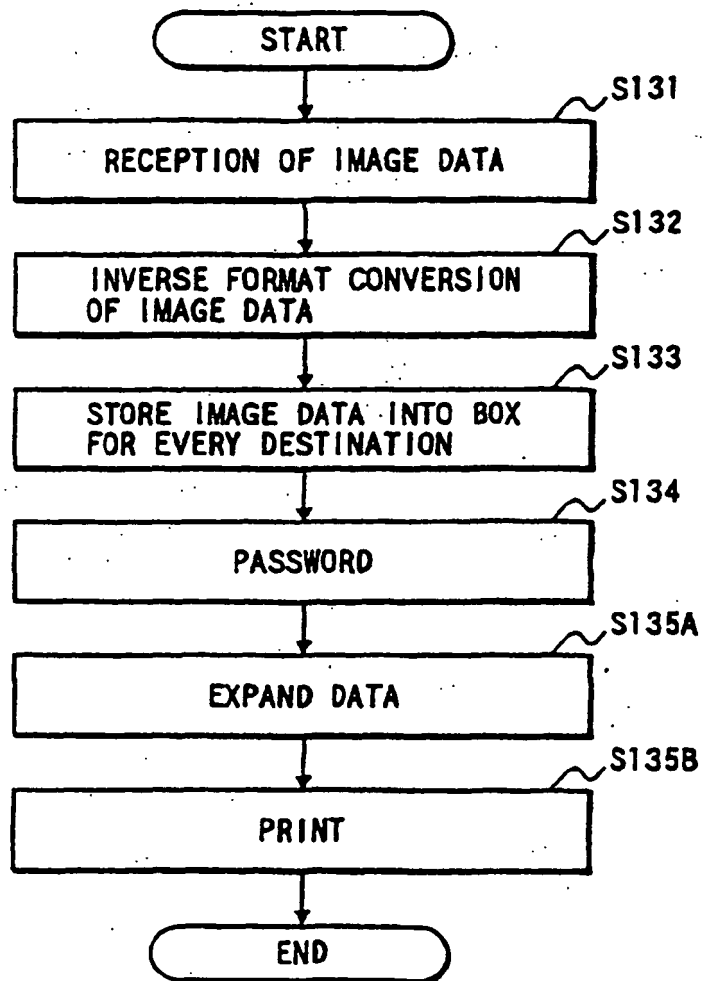 START
S131
RECEPTION OF IMAGE DATA
S132
INVERSE FORMAT CONVERSION
OF IMAGE DATA
S133
STORE IMAGE DATA INTO BOX
FOR EVERY DESTINATION
S134
PASSWORD
S135A
EXPAND DATA
S135B
PRINT
END